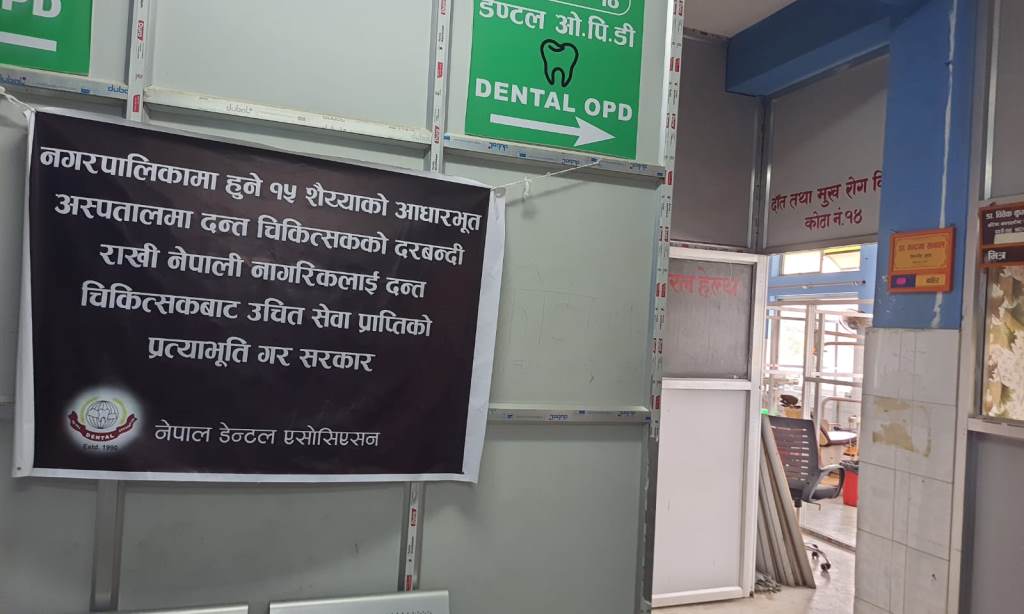 OPD
डेण्टल ओ.पि.डी
DENTAL OPD
नगरपालिकामा हुने १५ शैय्याको आधारभूत
अस्पतालमा दन्त चिकित्सकको दरबन्दी
राखी नेपाली नागरिकलाई दन्त
चिकित्सकबाट उचित सेवा प्राप्तिको
प्रत्याभूति गर सरकार
DENTAL
Estd. 1990
नेपाल डेन्टल एसोसिएसन
दाँत तथा मुख रोग
कोठा नं.१४